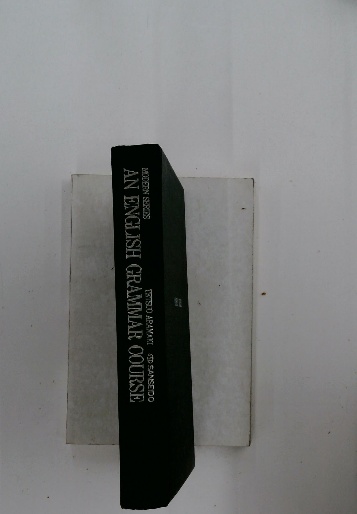 MODERN SERIES
AN ENGLISH GRAMMAR COURSE
TETSUO ARAMAKI SANSEIDO